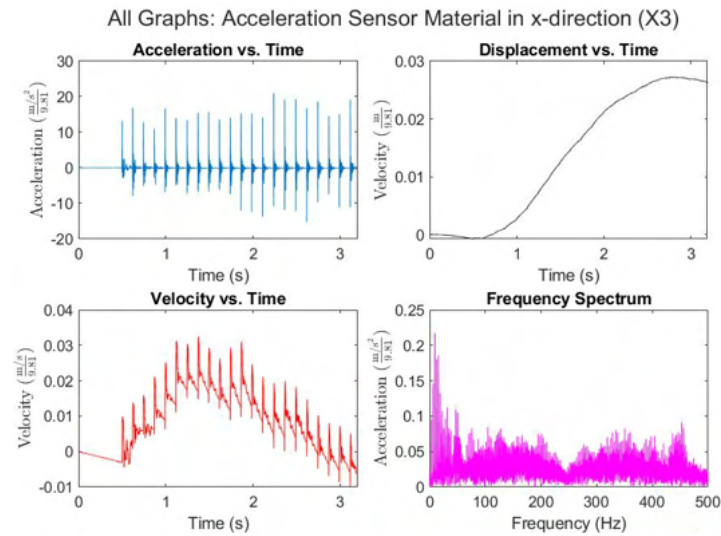 All Graphs: Acceleration Sensor Material in x-direction (X3)
Acceleration vs. Time
Acceleration (m/s²/9.81)
30
20
10
0
-10
-20
0 1 2 3
Time (s)
Displacement vs. Time
Velocity (m/9.81)
0.03
0.02
0.01
0
0 1 2 3
Time (s)
Velocity vs. Time
Velocity (m/s/9.81)
0.04
0.03
0.02
0.01
0
-0.01
0 1 2 3
Time (s)
Frequency Spectrum
Acceleration (m/s²/9.81)
0.25
0.2
0.15
0.1
0.05
0
0 100 200 300 400 500
Frequency (Hz)